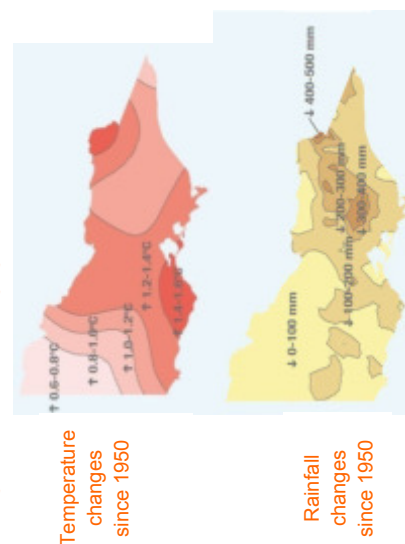 Temperature
changes
since 1950
↑ 0.6-0.8°C
↑ 0.8-1.0°C
↑ 1.0-1.2°C
↑ 1.2-1.4°C
↑ 1.4-1.6°C
Rainfall
changes
since 1950
↓ 0-100 mm
↓ 100-200 mm
↓ 200-300 mm
↓ 300-400 mm
↓ 400-500 mm